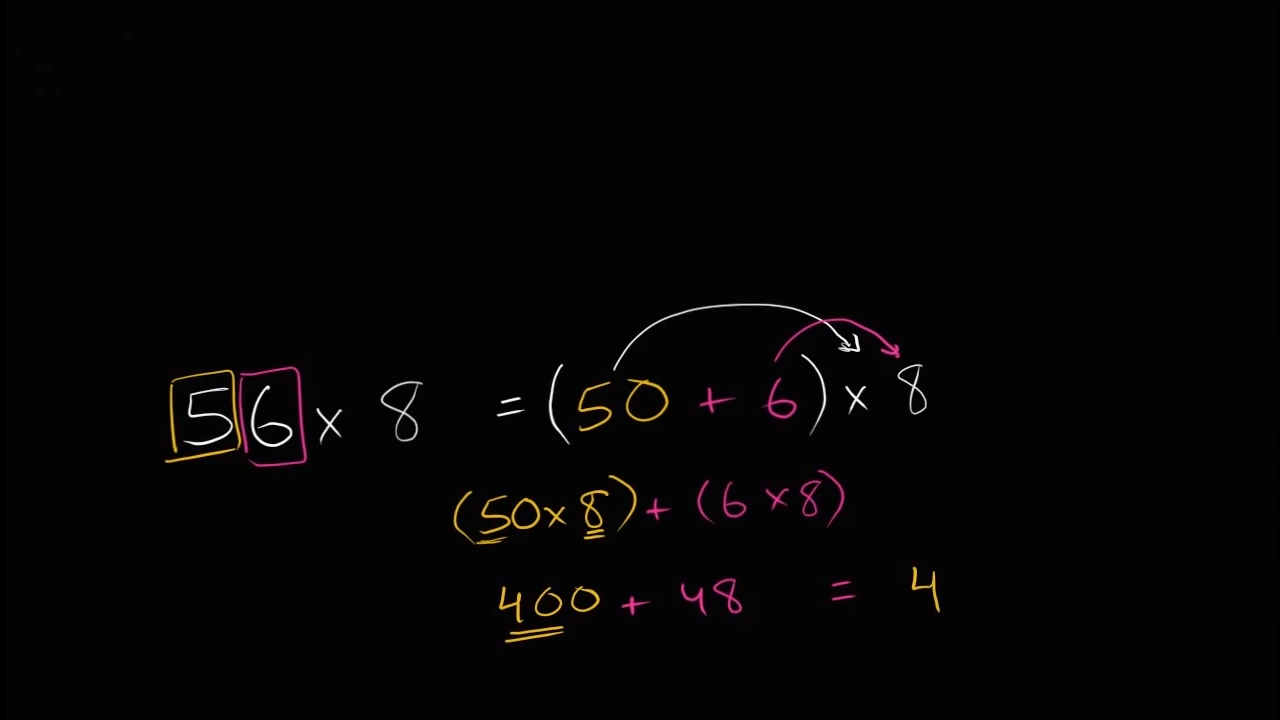 56 × 8 = (50 + 6) × 8
(50 × 8) + (6 × 8)
400 + 48 = 4